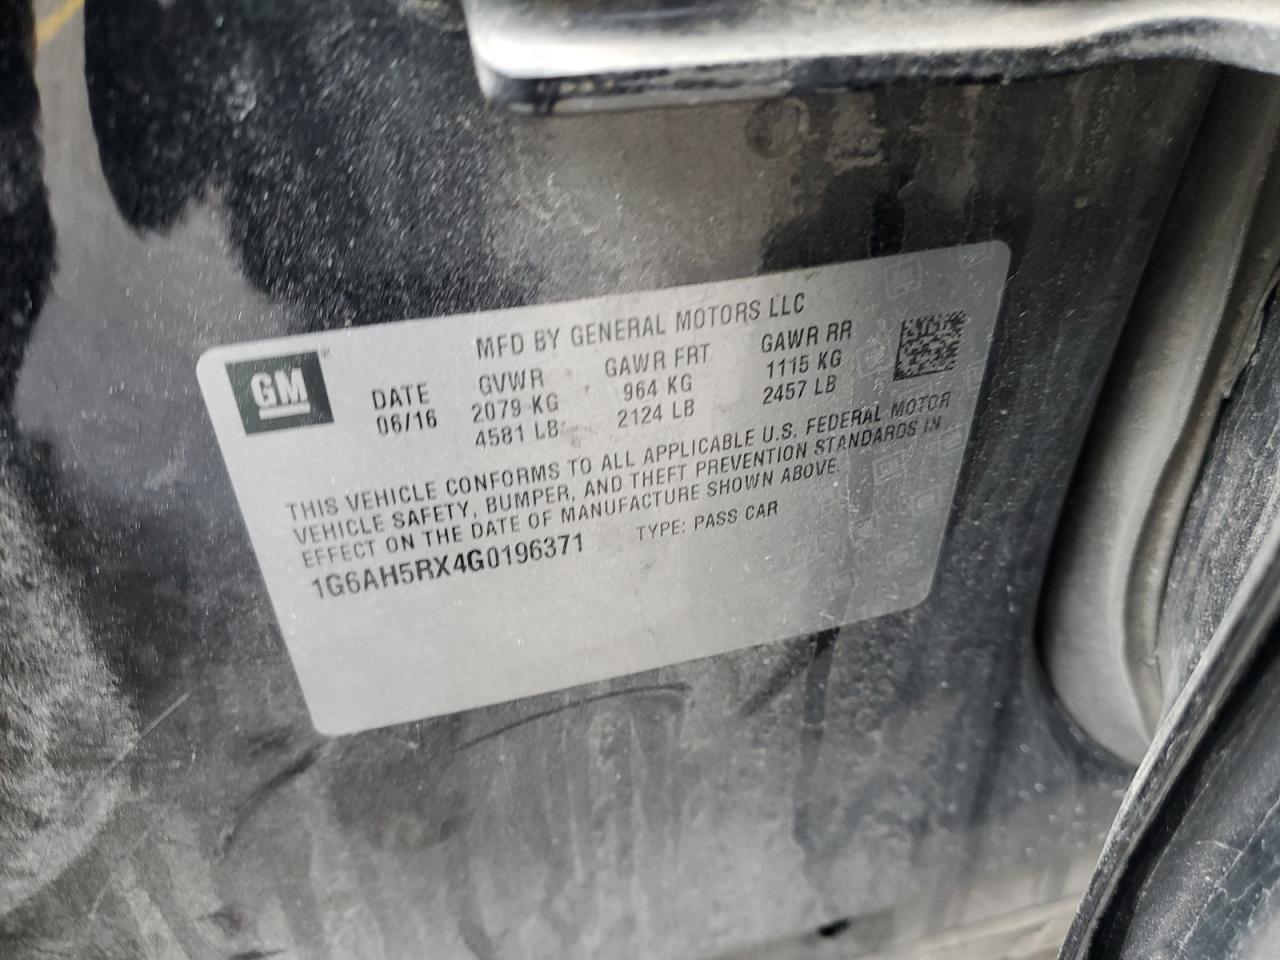 MFD BY GENERAL MOTORS LLC
GM
DATE GVWR GAWR FRT GAWR RR
06/16 2079 KG 964 KG 1115 KG
4581 LB 2124 LB 2457 LB
THIS VEHICLE CONFORMS TO ALL APPLICABLE U.S. FEDERAL MOTOR
VEHICLE SAFETY, BUMPER, AND THEFT PREVENTION STANDARDS IN
EFFECT ON THE DATE OF MANUFACTURE SHOWN ABOVE.
1G6AH5RX4G0196371 TYPE: PASS CAR